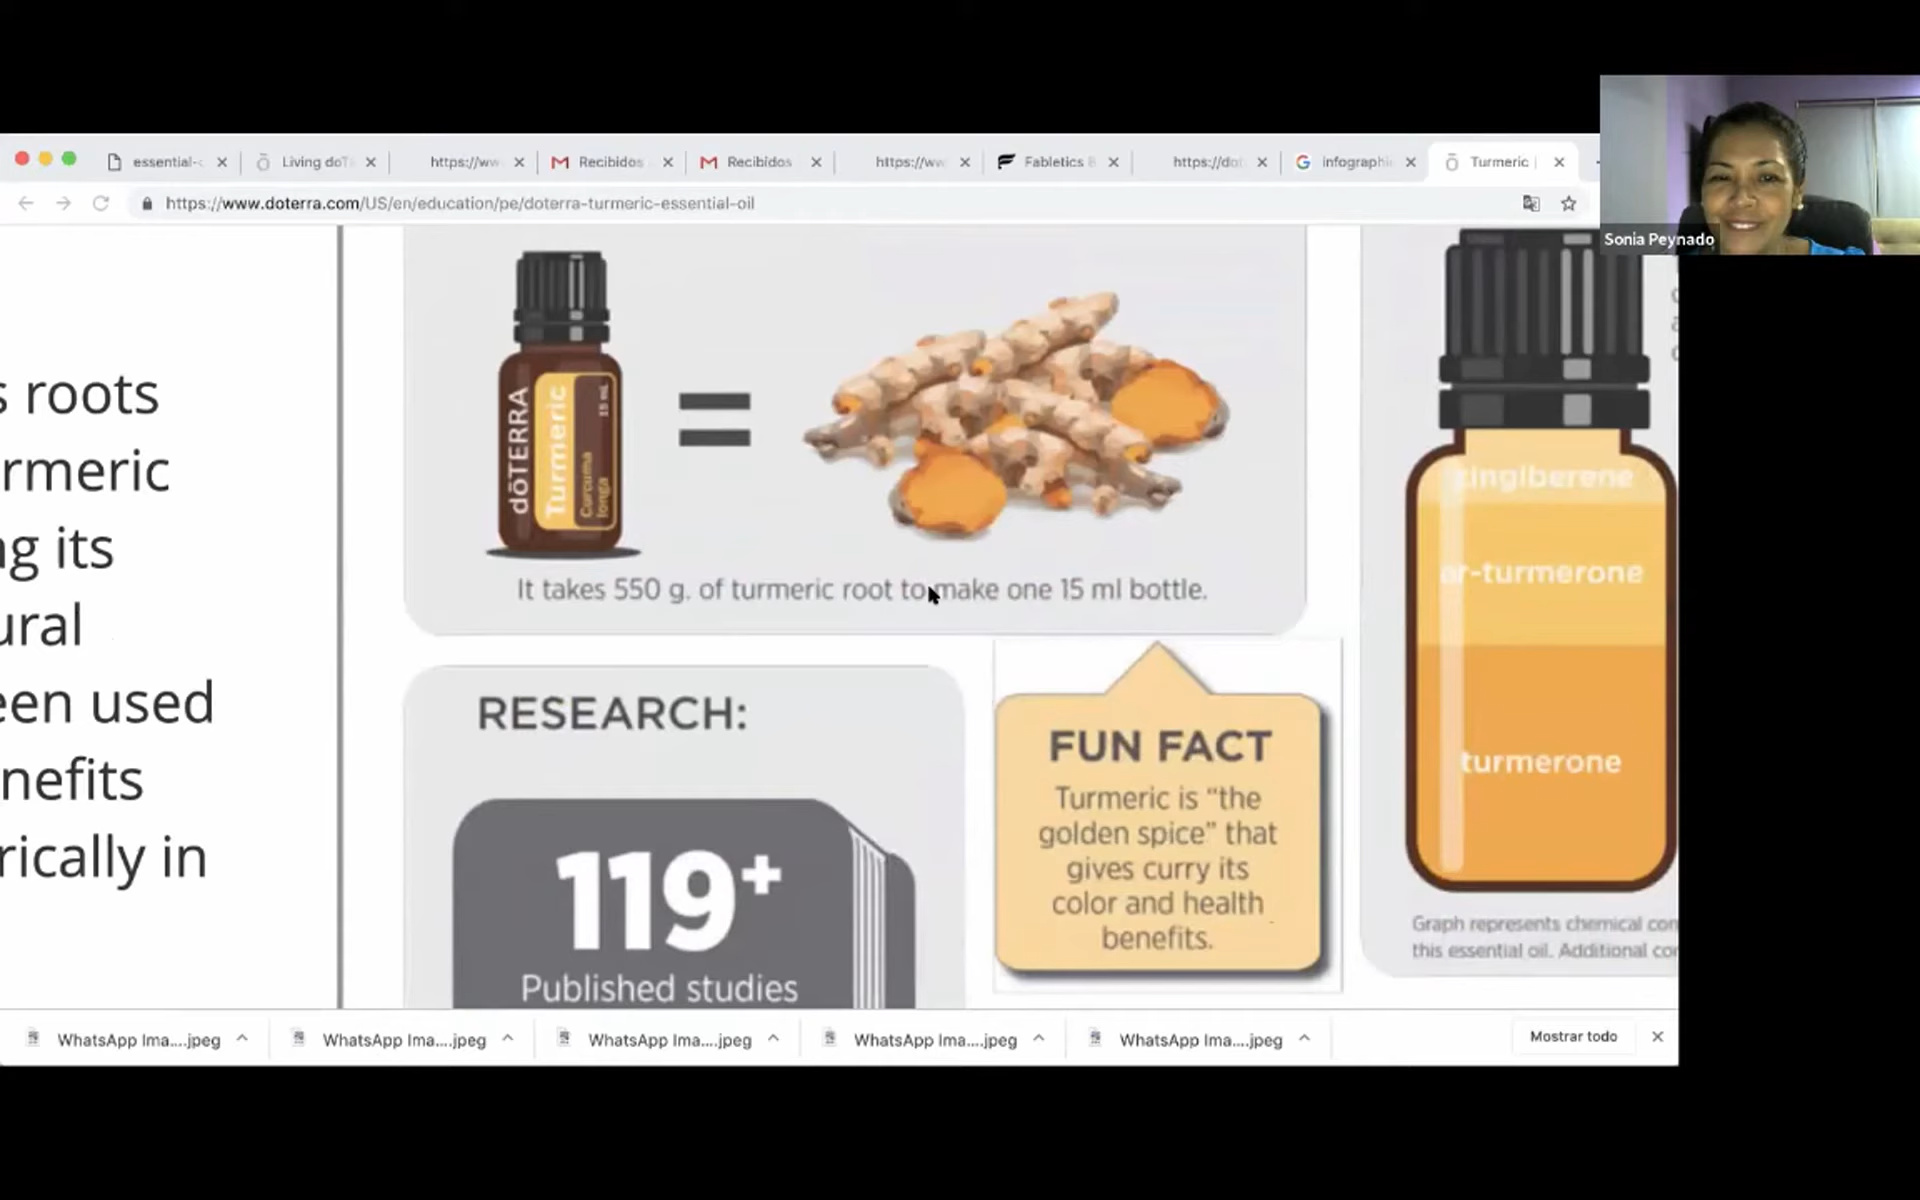 essential-
Living doT
https://ww
Recibidos
Recibidos
https://ww
Fabletics B
https://dot
infographi
Turmeric
https://www.doterra.com/US/en/education/pe/doterra-turmeric-essential-oil
Sonia Peynado
s roots
rmeric
ng its
ural
een used
nefits
rically in
dōTERRA
Turmeric
Curcuma
longa
15 mL
It takes 550 g. of turmeric root to make one 15 ml bottle.
RESEARCH:
119+
Published studies
FUN FACT
Turmeric is “the
golden spice” that
gives curry its
color and health
benefits.
zingiberene
ar-turmerone
turmerone
Graph represents chemical con
this essential oil. Additional co
WhatsApp Ima....jpeg
WhatsApp Ima....jpeg
WhatsApp Ima....jpeg
WhatsApp Ima....jpeg
WhatsApp Ima....jpeg
Mostrar todo